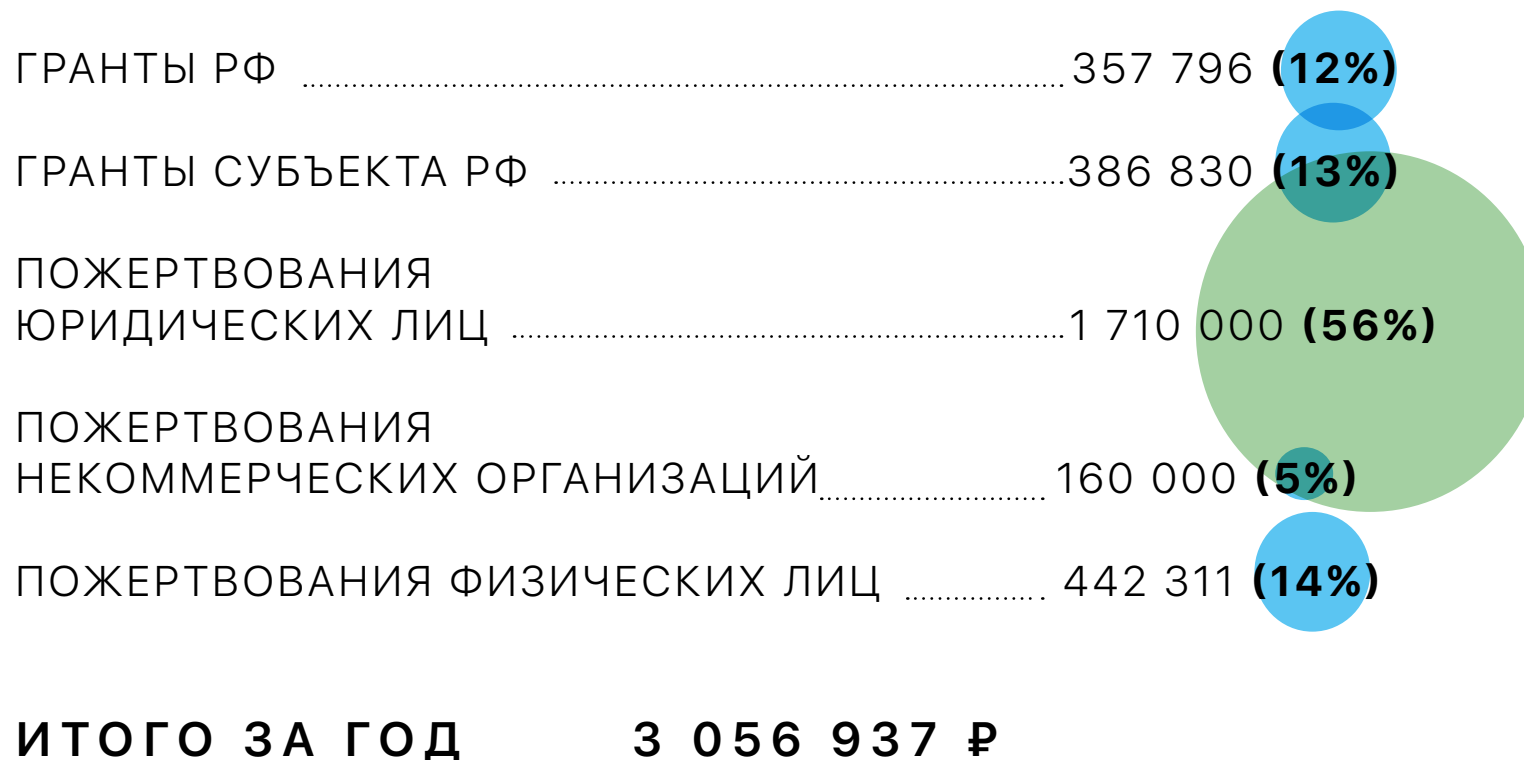 ГРАНТЫ РФ 357 796 (12%)
ГРАНТЫ СУБЪЕКТА РФ 386 830 (13%)
ПОЖЕРТВОВАНИЯ
ЮРИДИЧЕСКИХ ЛИЦ 1 710 000 (56%)
ПОЖЕРТВОВАНИЯ
НЕКОММЕРЧЕСКИХ ОРГАНИЗАЦИЙ 160 000 (5%)
ПОЖЕРТВОВАНИЯ ФИЗИЧЕСКИХ ЛИЦ 442 311 (14%)
ИТОГО ЗА ГОД 3 056 937 ₽